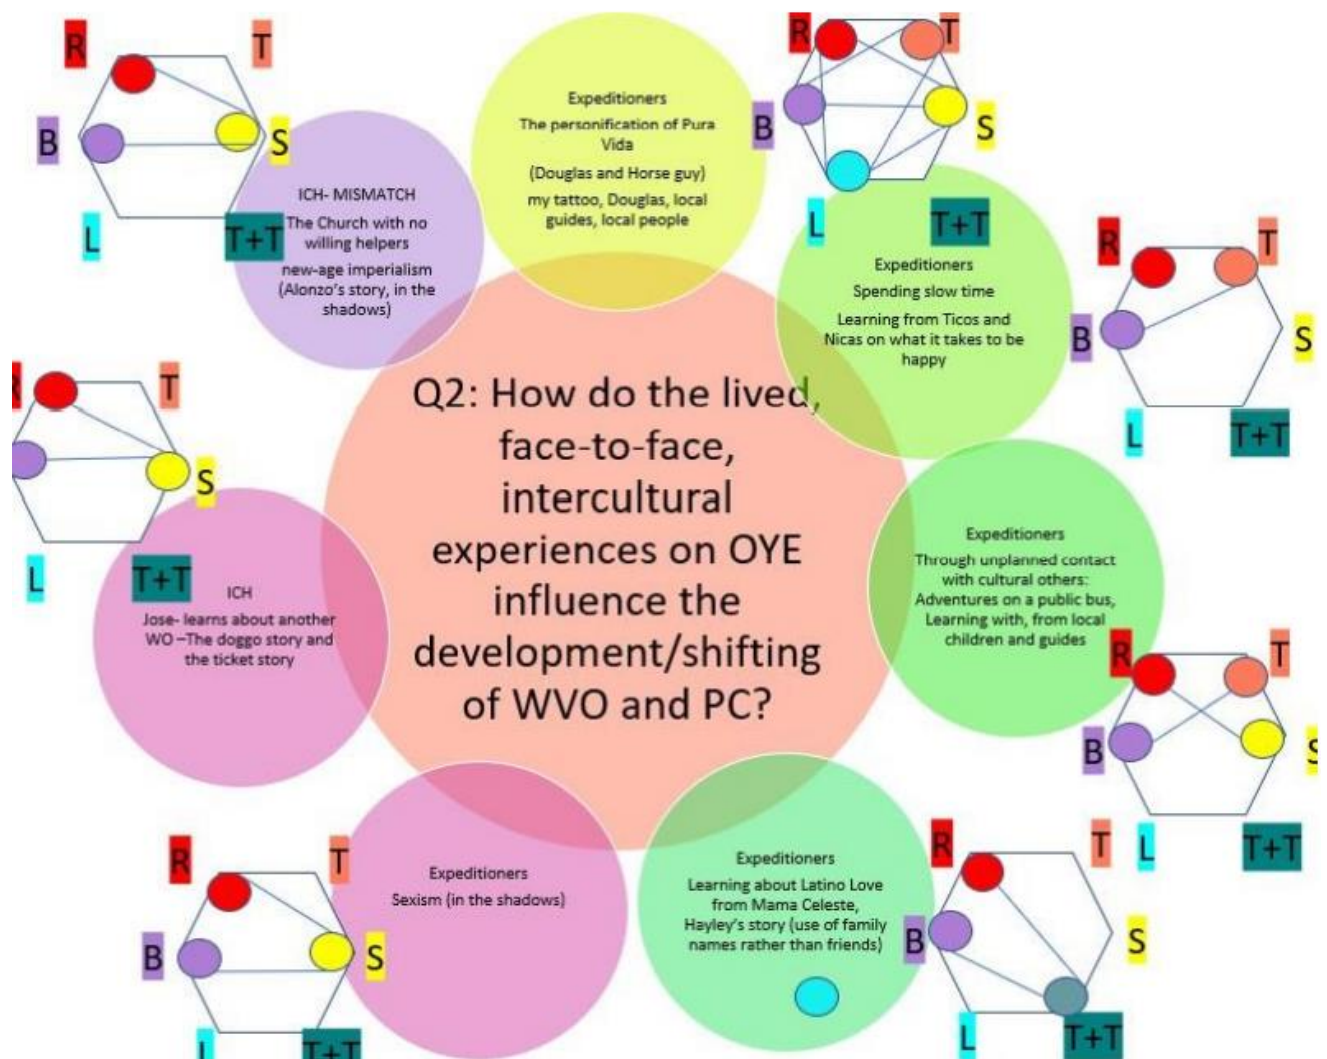 R
T
B
S
L
T+T
ICH- MISMATCH
The Church with no
willing helpers
new-age imperialism
(Alonzo's story, in the
shadows)
Expeditioners
The personification of Pura
Vida
(Douglas and Horse guy)
my tattoo, Douglas, local
guides, local people
R
T
B
S
L
T+T
Expeditioners
Spending slow time
Learning from Ticos and
Nicas on what it takes to be
happy
R
T
B
S
L
T+T
Q2: How do the lived,
face-to-face,
intercultural
experiences on OYE
influence the
development/shifting
of WVO and PC?
R
T
S
L
T+T
ICH
Jose- learns about another
WO –The doggo story and
the ticket story
Expeditioners
Through unplanned contact
with cultural others:
Adventures on a public bus,
Learning with, from local
children and guides
R
T
B
S
L
T+T
Expeditioners
Sexism (in the shadows)
R
T
B
S
L
T+T
Expeditioners
Learning about Latino Love
from Mama Celeste,
Hayley's story (use of family
names rather than friends)
R
T
B
S
L
T+T